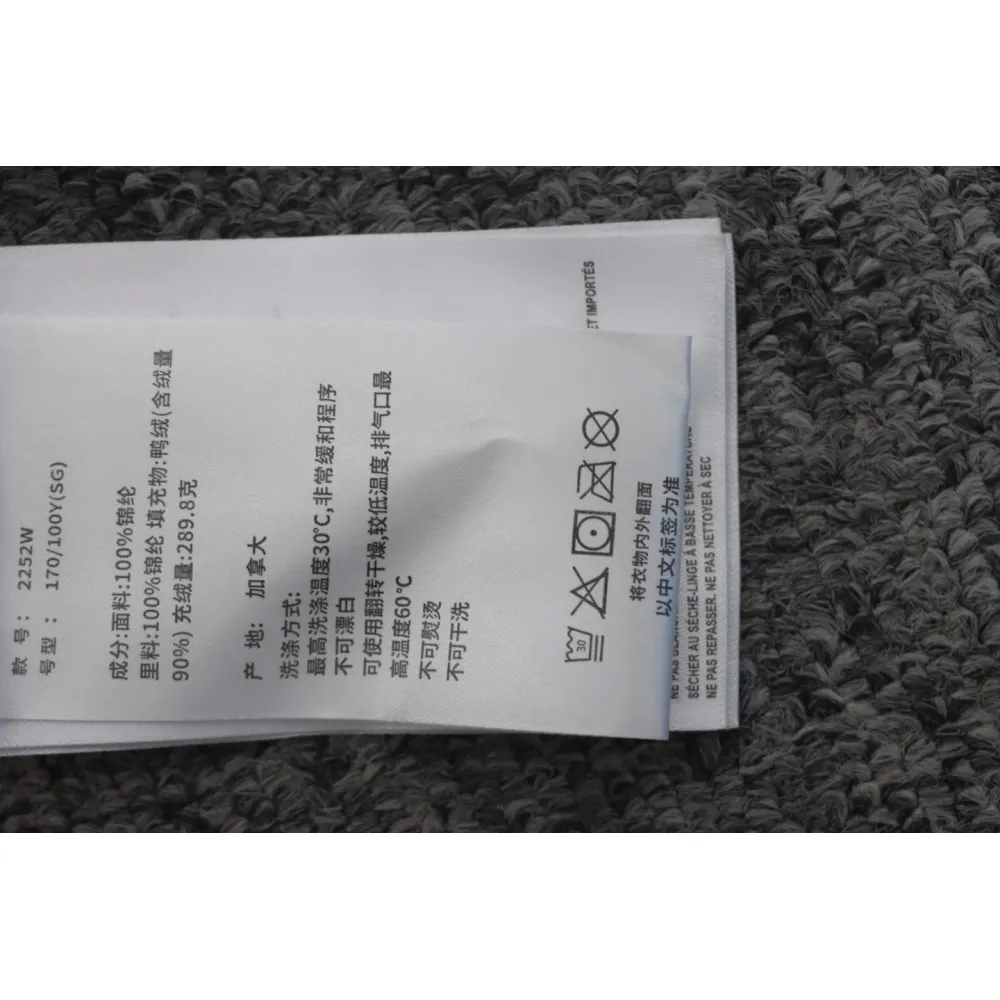 款 号： 2252W
号型： 170/100Y(SG)
成分:面料:100%锦纶
里料:100%锦纶 填充物:鸭绒(含绒量
90%) 充绒量:289.8克
产 地: 加拿大
洗涤方式:
最高洗涤温度30℃,非常缓和程序
不可漂白
可使用翻转干燥,较低温度,排气口最
高温度60℃
不可熨烫
不可干洗
30
将衣物内外翻面
以中文标签为准
ET IMPORTÉS
SÉCHER AU SÈCHE-LINGE À BASSE TEMPÉRATURE
NE PAS REPASSER. NE PAS NETTOYER À SEC